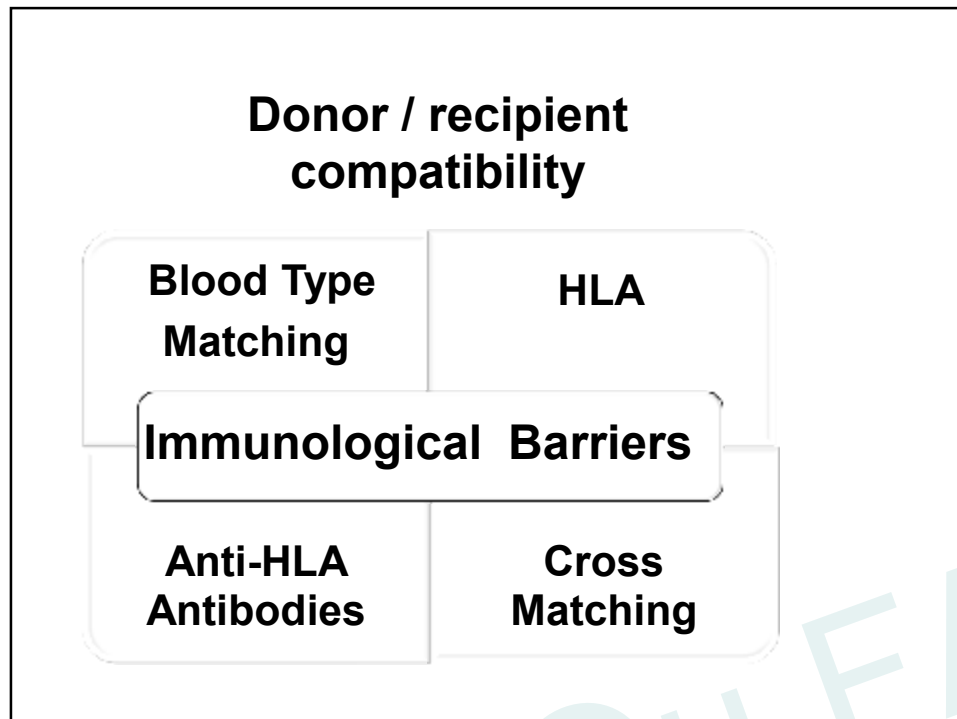 Donor / recipient
compatibility
Blood Type
Matching
HLA
Immunological Barriers
Anti-HLA
Antibodies
Cross
Matching